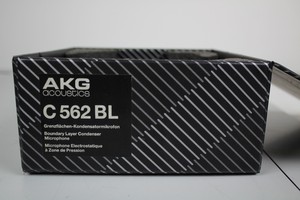 AKG
acoustics
C 562 BL
Grenzflächen-Kondensatormikrofon
Boundary Layer Condenser
Microphone
Microphone Electrostatique
à Zone de Pression